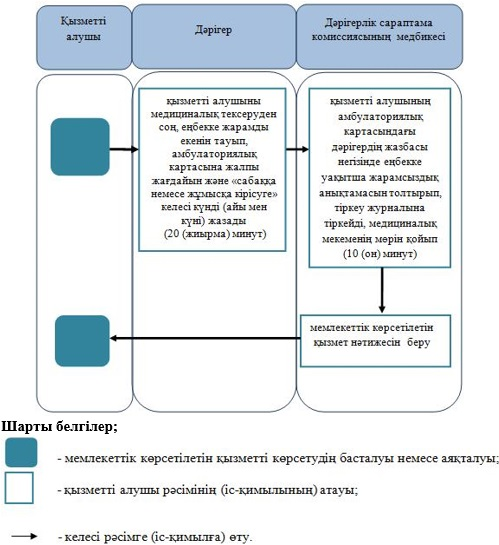 Қызметті
алушы
Дәрігер
Дәрігерлік сараптама
комиссиясының медбикесі
қызметті алушыны
медициналық тексеруден
соң, еңбекке жарамды
екенін тауып,
амбулаториялық
картасына жалпы
жағдайын және «сабаққа
немесе жұмысқа кірісуге»
келесі күнді (айы мен
күні) жазады
(20 (жиырма) минут)
қызметті алушының
амбулаториялық
картасындағы
дәрігердің жазбасы
негізінде еңбекке
уақытша жарамсыздық
анықтамасын толтырып,
тіркеу журналына
тіркейді, медициналық
мекеменің мөрін қойып
(10 (он) минут)
мемлекеттік көрсетілетін
қызмет нәтижесін беру
Шарты белгілер;
- мемлекеттік көрсетілетін қызметті көрсетудің басталуы немесе аяқталуы;
- қызметті алушы рәсімінің (іс-қимылының) атауы;
- келесі рәсімге (іс-қимылға) өту.